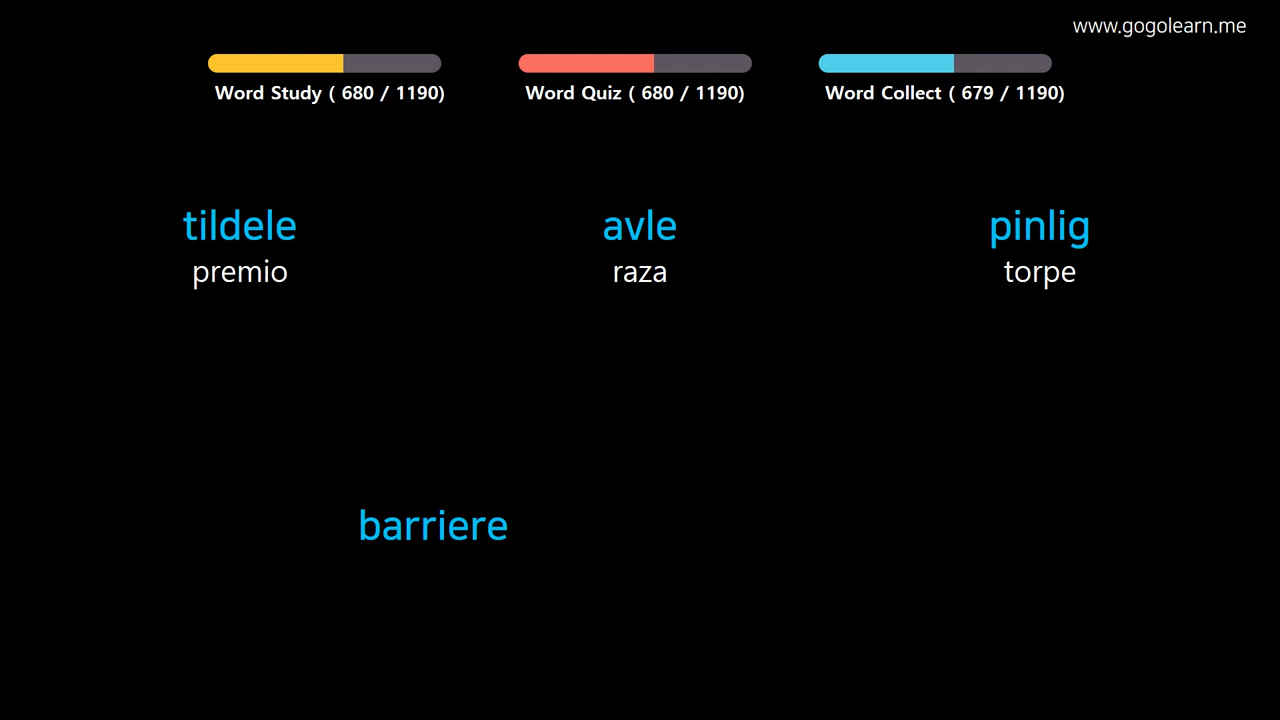 www.gogolearn.me
Word Study ( 680 / 1190)
Word Quiz ( 680 / 1190)
Word Collect ( 679 / 1190)
tildele
premio
avle
raza
pinlig
torpe
barriere